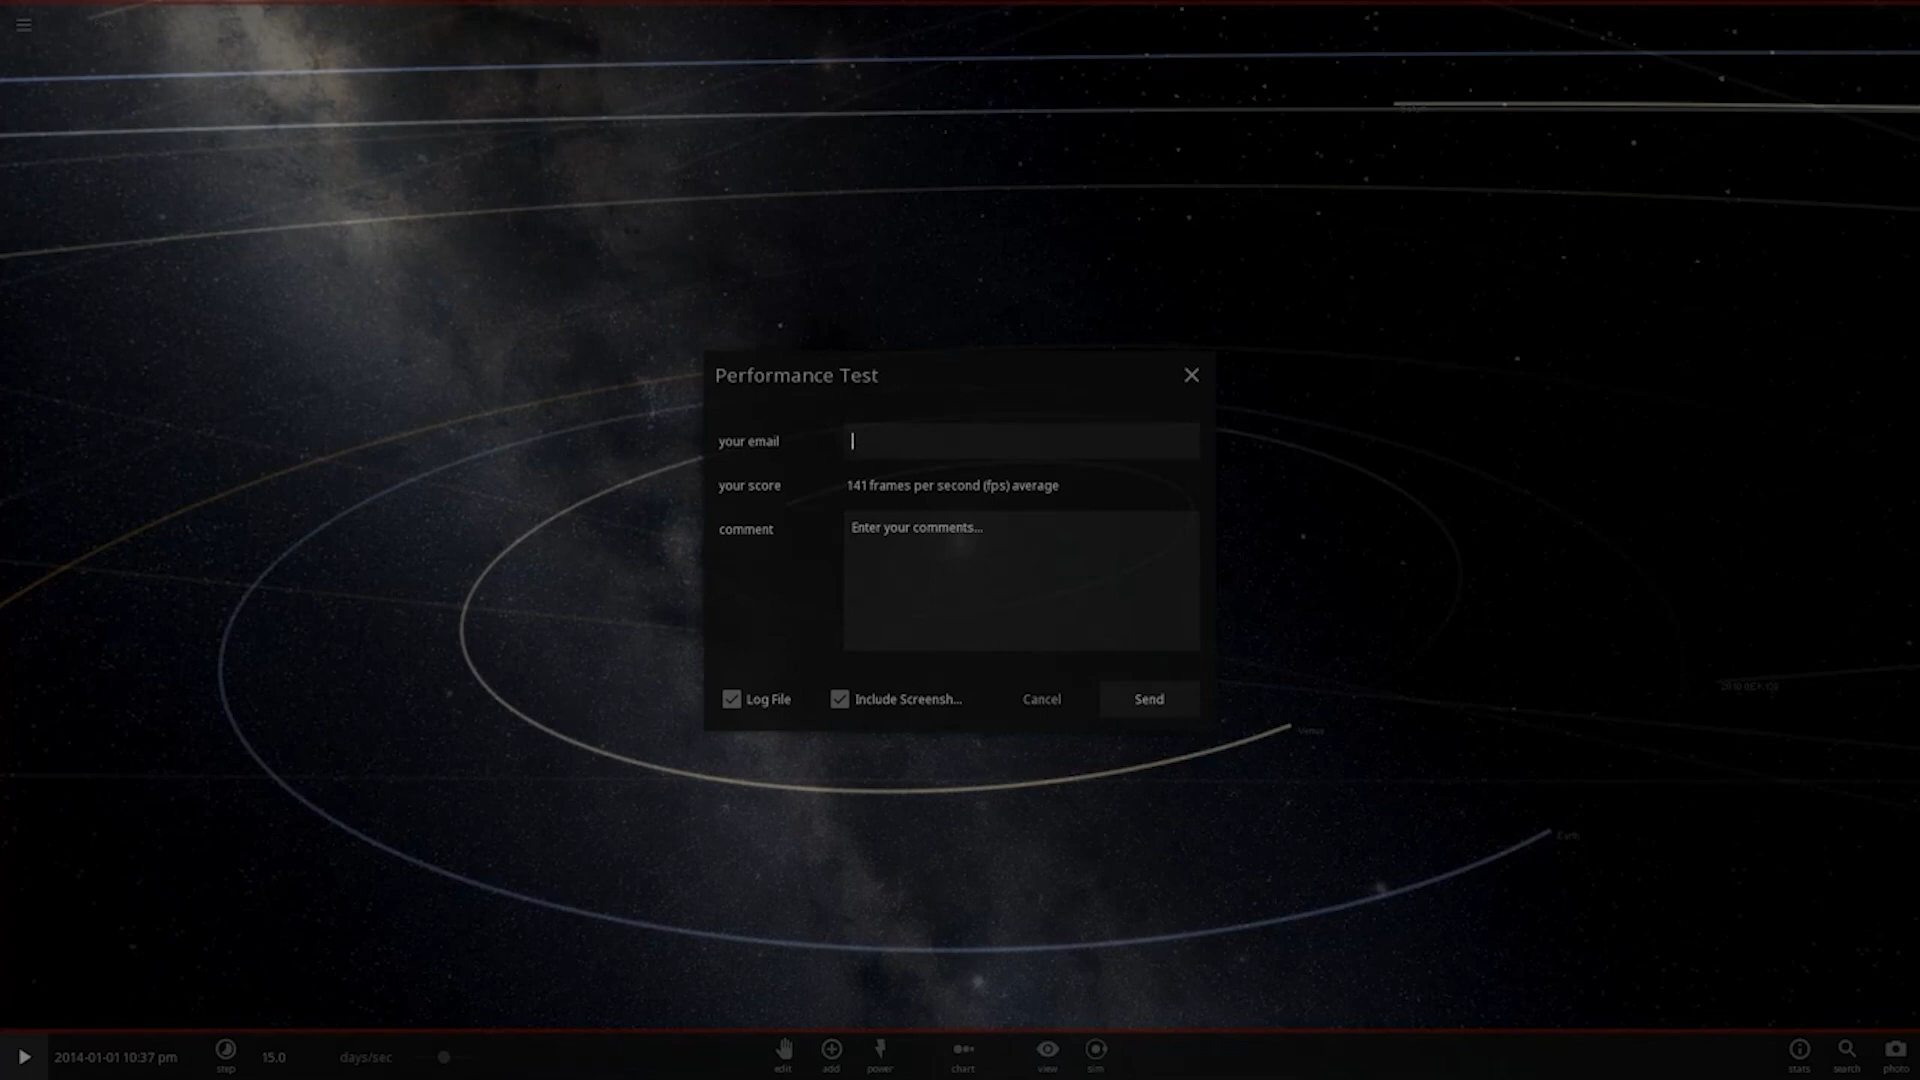 Performance Test
your email
your score 141 frames per second (fps) average
comment Enter your comments...
Log File Include Screensh... Cancel Send
Venus
Earth
2014-01-01 10:37 pm step 15.0 days/sec edit add power chart view sim stats search photo